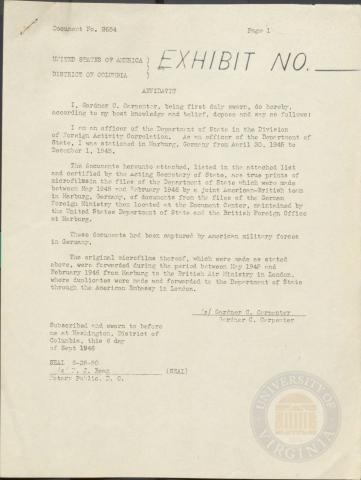 Document No. 2654
Page 1
UNITED STATES OF AMERICA )
DISTRICT OF COLUMBIA )
EXHIBIT NO.
AFFIDAVIT
I, Gardner C. Carpenter, being first duly sworn, do hereby,
according to my best knowledge and belief, depose and say as follows:
I am an officer of the Department of State in the Division
of Foreign Activity Correlation. As an officer of the Department of
State, I was stationed in Marburg, Germany from April 30, 1945 to
December 1, 1945.
The documents hereunto attached, listed in the attached list
and certified by the Acting Secretary of State, are true prints of
microfilms in the files of the Department of State which were made
between May 1945 and February 1946 by a joint American-British team
in Marburg, Germany, of documents from the files of the German
Foreign Ministry then located at the Document Center, maintained by
the United States Department of State and the British Foreign Office
at Marburg.
These documents had been captured by American military forces
in Germany.
The original microfilms thereof, which were made as stated
above, were forwarded during the period between May 1945 and
February 1946 from Marburg to the British Air Ministry in London,
where duplicates were made and forwarded to the Department of State
through the American Embassy in London.
/s/ Gardner C. Carpenter
Gardner C. Carpenter
Subscribed and sworn to before
me at Washington, District of
Columbia, this 6 day
of Sept 1946
SEAL
/s/ (SEAL)
Notary Public, D. C.
UNIVERSITY OF VIRGINIA